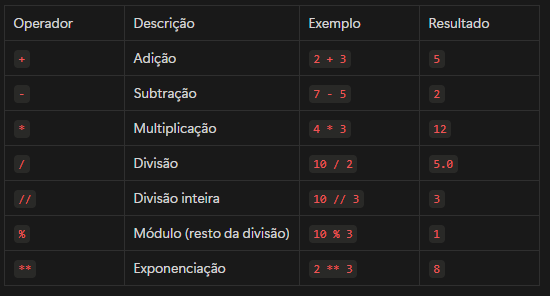 Operador Descrição Exemplo Resultado
+ Adição 2 + 3 5
- Subtração 7 - 5 2
* Multiplicação 4 * 3 12
/ Divisão 10 / 2 5.0
// Divisão inteira 10 // 3 3
% Módulo (resto da divisão) 10 % 3 1
** Exponenciação 2 ** 3 8